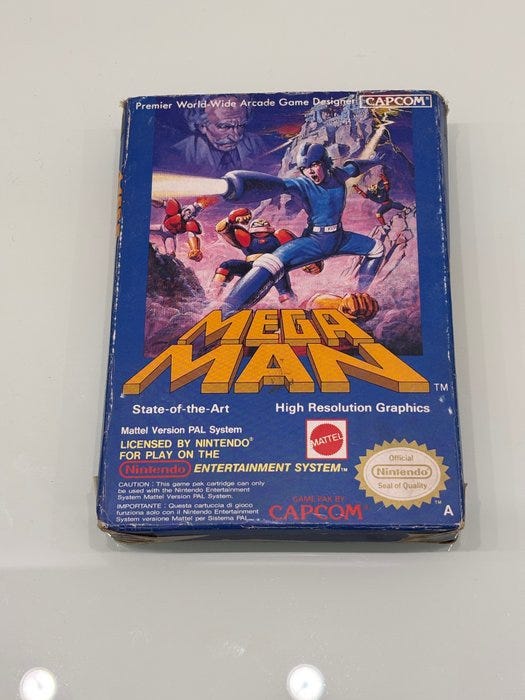 Premier World-Wide Arcade Game Designer CAPCOM®
MEGA
MAN™
State-of-the-Art High Resolution Graphics
Mattel Version PAL System
LICENSED BY NINTENDO®
FOR PLAY ON THE
Nintendo ENTERTAINMENT SYSTEM™
MATTEL
CAUTION : This game pak cartridge can only
be used with the Nintendo Entertainment
System Mattel Version PAL System.
IMPORTANTE : Questa cartuccia di gioco
funziona solo con il Nintendo Entertainment
System versione Mattel per Sistema PAL.
GAME PAK BY
CAPCOM®
Official
Nintendo®
Seal of Quality
™
A